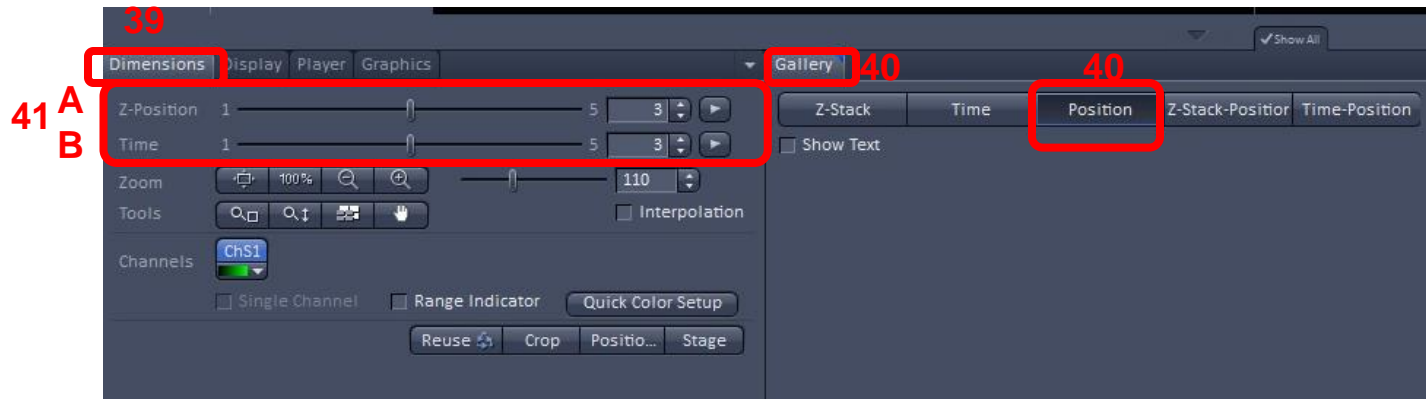 39
Show All
Dimensions Display Player Graphics
Gallery 40 40
41 A Z-Position 1 5 3
B Time 1 5 3
Zoom 100% 110
Tools Interpolation
Channels ChS1
Single Channel Range Indicator Quick Color Setup
Reuse Crop Positio... Stage
Z-Stack Time Position Z-Stack-Position Time-Position
Show Text